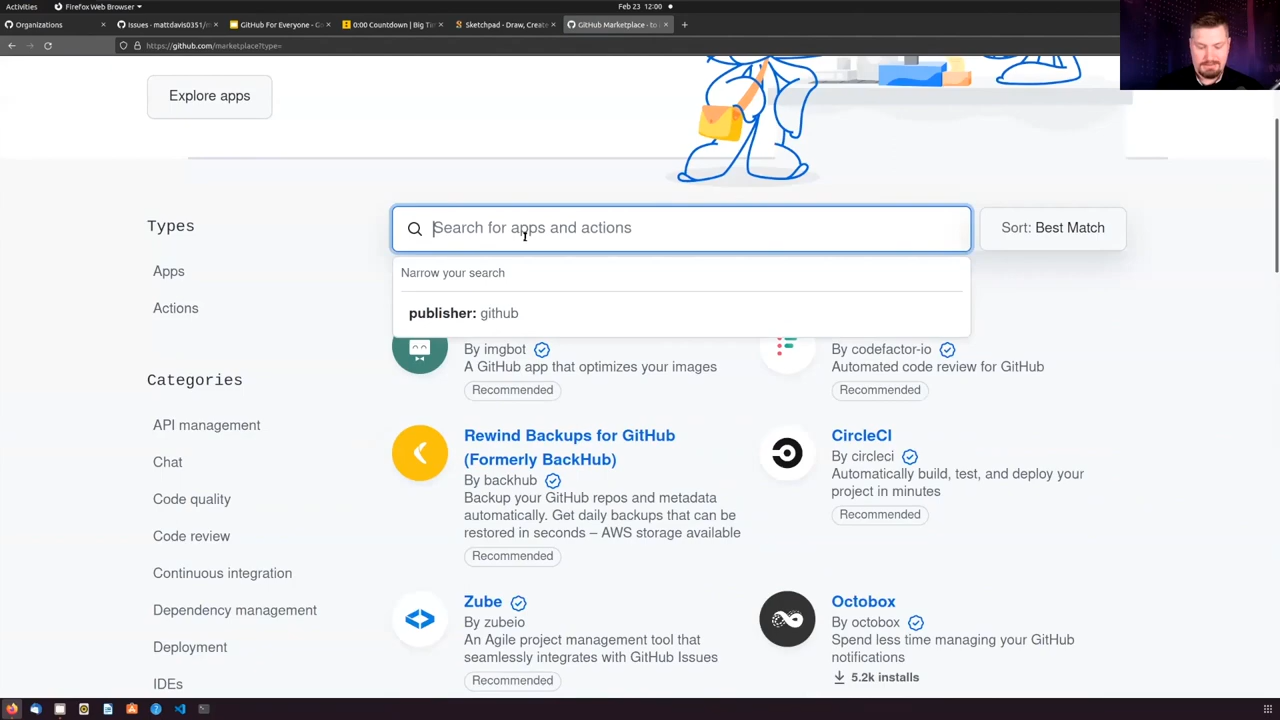 Activities
Firefox Web Browser
Feb 23 12:00
Organizations
Issues - mattdavis0351/
GitHub For Everyone - G
0:00 Countdown | Big Ti
Sketchpad - Draw, Create
GitHub Marketplace · to
https://github.com/marketplace?type=
Explore apps
Types
Search for apps and actions
Sort: Best Match
Apps
Narrow your search
Actions
publisher: github
By imgbot
A GitHub app that optimizes your images
Recommended
By codefactor-io
Automated code review for GitHub
Recommended
Categories
API management
Chat
Code quality
Code review
Continuous integration
Dependency management
Deployment
IDEs
Rewind Backups for GitHub
(Formerly BackHub)
By backhub
Backup your GitHub repos and metadata
automatically. Get daily backups that can be
restored in seconds – AWS storage available
Recommended
CircleCI
By circleci
Automatically build, test, and deploy your
project in minutes
Recommended
Zube
By zubeio
An Agile project management tool that
seamlessly integrates with GitHub Issues
Recommended
Octobox
By octobox
Spend less time managing your GitHub
notifications
5.2k installs